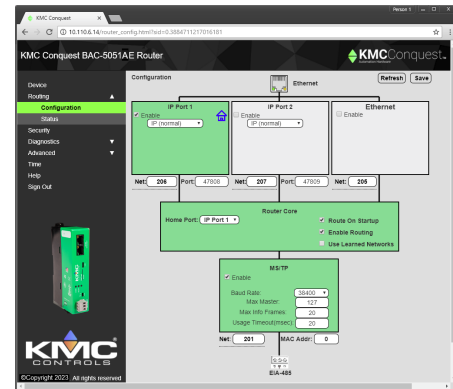 KMC Conquest
Person 1
10.110.6.14/router_config.html?sid=0.3884711217016181
KMC Conquest BAC-5051AE Router
KMCConquest
Device
Routing
Configuration
Status
Security
Diagnostics
Advanced
Time
Help
Sign Out
KMC
CONTROLS
©Copyright 2023 All rights reserved
Configuration
Ethernet
Refresh Save
IP Port 1
Enable
IP (normal)
IP Port 2
Enable
IP (normal)
Ethernet
Enable
Net: 206 Port: 47808 Net: 207 Port: 47809 Net: 205
Router Core
Home Port: IP Port 1
Route On Startup
Enable Routing
Use Learned Networks
MS/TP
Enable
Baud Rate: 38400
Max Master: 127
Max Info Frames 20
Usage Timeout(msec): 20
Net: 201 MAC Addr: 0
EIA-485